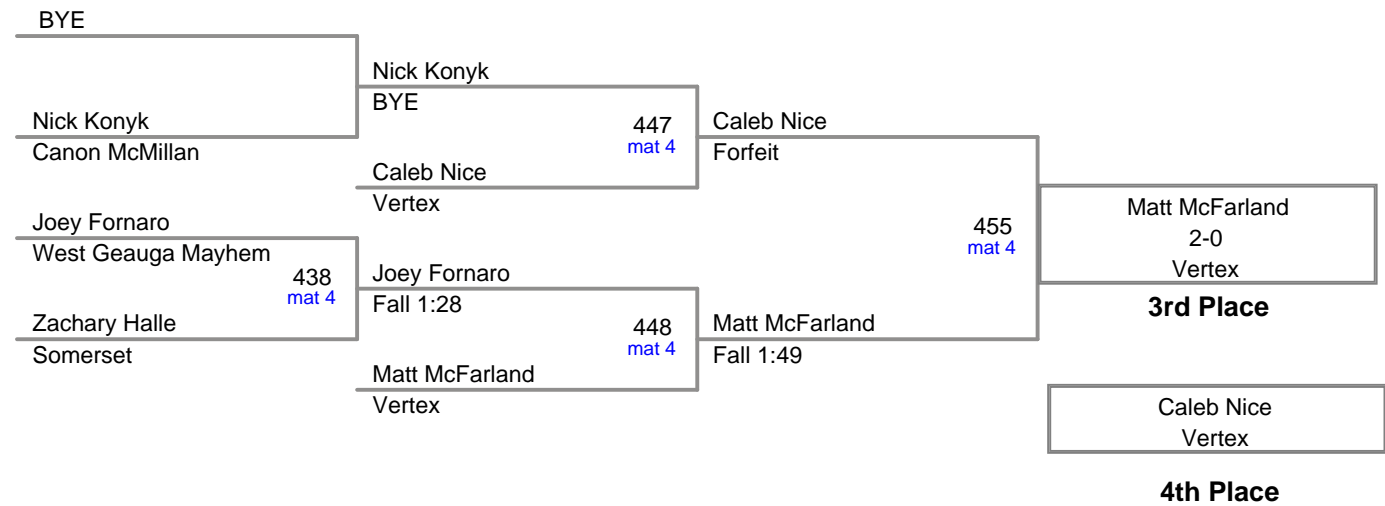 BYE
Nick Konyk
BYE
Nick Konyk
Canon McMillan
447
mat 4
Caleb Nice
Forfeit
Caleb Nice
Vertex
Joey Fornaro
West Geauga Mayhem
438
mat 4
Joey Fornaro
Fall 1:28
Zachary Halle
Somerset
448
mat 4
Matt McFarland
Fall 1:49
Matt McFarland
Vertex
455
mat 4
Matt McFarland
2-0
Vertex
3rd Place
Caleb Nice
Vertex
4th Place